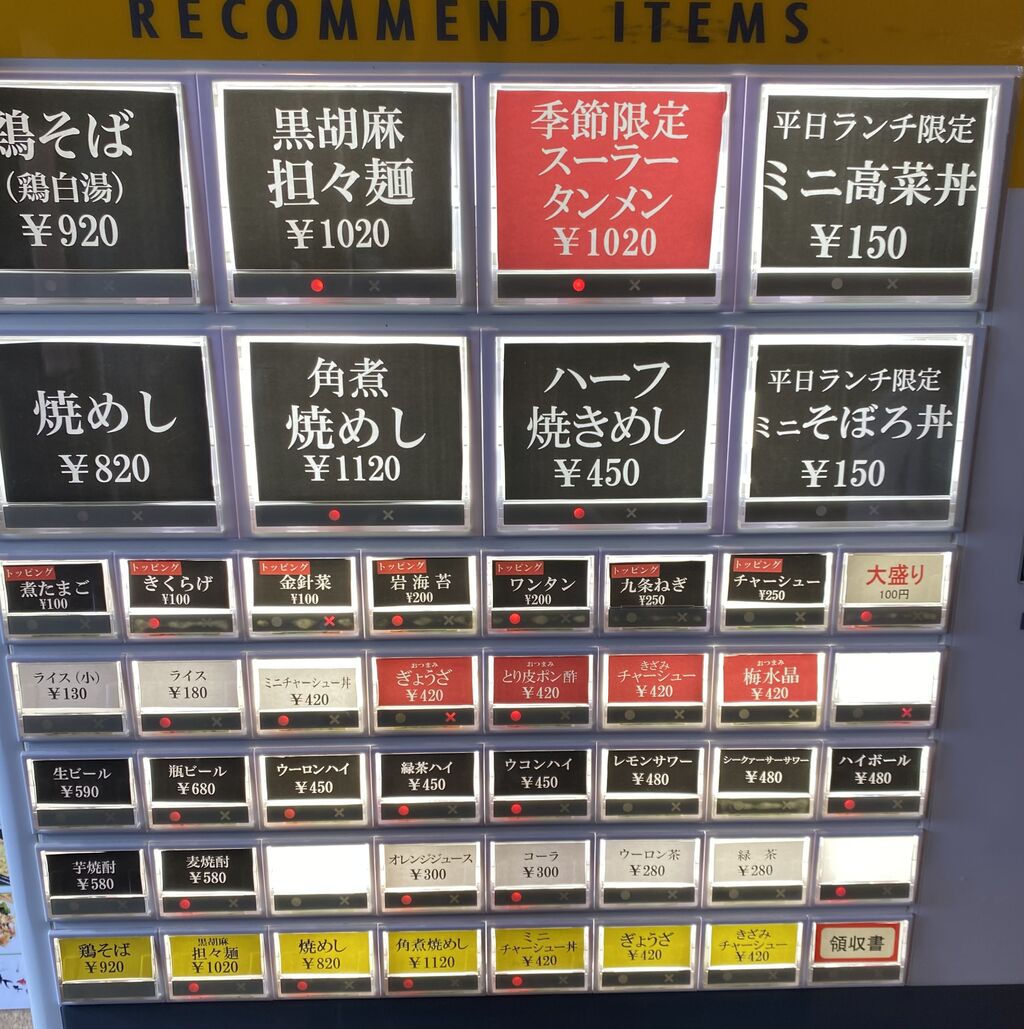 RECOMMEND ITEMS
鶏そば
(鶏白湯)
¥920
黒胡麻
担々麺
¥1020
季節限定
スーラー
タンメン
¥1020
平日ランチ限定
ミニ高菜丼
¥150
焼めし
¥820
角煮
焼めし
¥1120
ハーフ
焼きめし
¥450
平日ランチ限定
ミニそぼろ丼
¥150
トッピング
煮たまご
¥100
トッピング
きくらげ
¥100
トッピング
金針菜
¥100
トッピング
岩海苔
¥200
トッピング
ワンタン
¥200
トッピング
九条ねぎ
¥250
トッピング
チャーシュー
¥250
大盛り
100円
ライス(小)
¥130
ライス
¥180
ミニチャーシュー丼
¥420
おつまみ
ぎょうざ
¥420
おつまみ
とり皮ポン酢
¥420
おつまみ
きざみ
チャーシュー
¥420
おつまみ
梅水晶
¥420
生ビール
¥590
瓶ビール
¥680
ウーロンハイ
¥450
緑茶ハイ
¥450
ウコンハイ
¥450
レモンサワー
¥480
シークァーサーサワー
¥480
ハイボール
¥480
芋焼酎
¥580
麦焼酎
¥580
オレンジジュース
¥300
コーラ
¥300
ウーロン茶
¥280
緑茶
¥280
鶏そば
¥920
黒胡麻
担々麺
¥1020
焼めし
¥820
角煮焼めし
¥1120
ミニ
チャーシュー丼
¥420
ぎょうざ
¥420
きざみ
チャーシュー
¥420
領収書